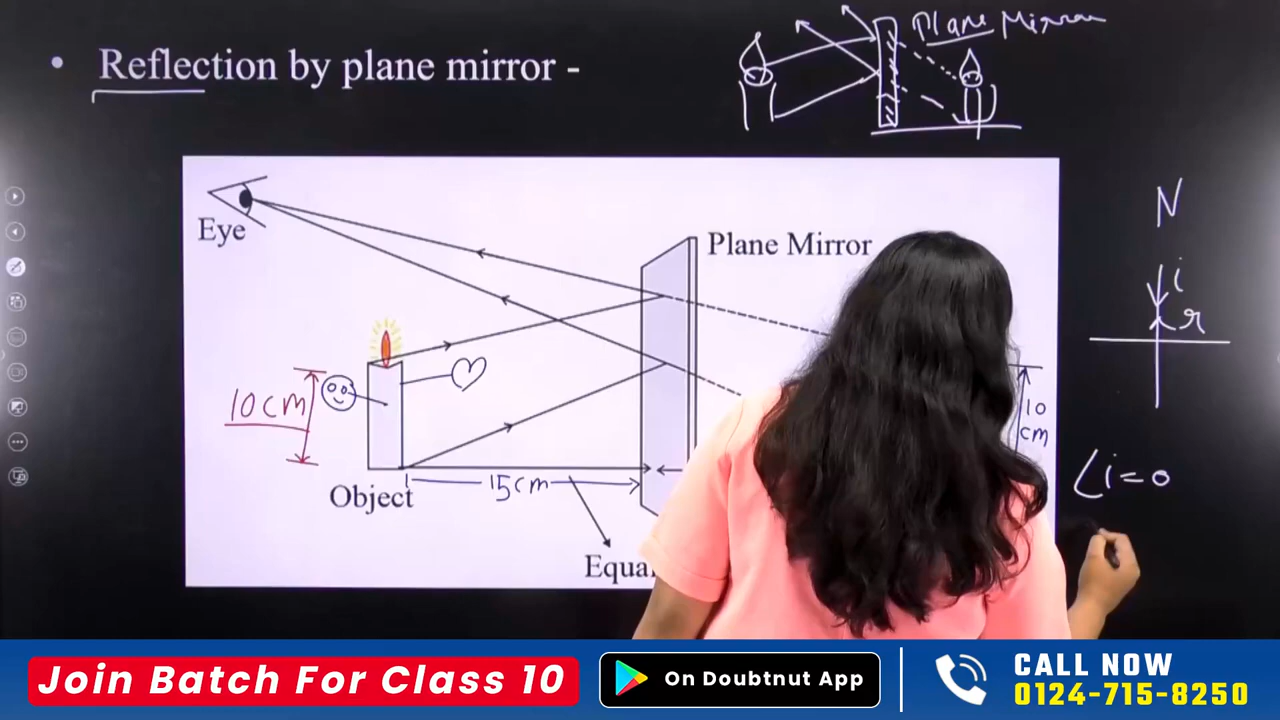 • Reflection by plane mirror -
Plane Mirror
Eye
Plane Mirror
N
i
r
10cm
10
cm
15cm
Object
∠i=0
Equa
Join Batch For Class 10
On Doubtnut App
CALL NOW
0124-715-8250